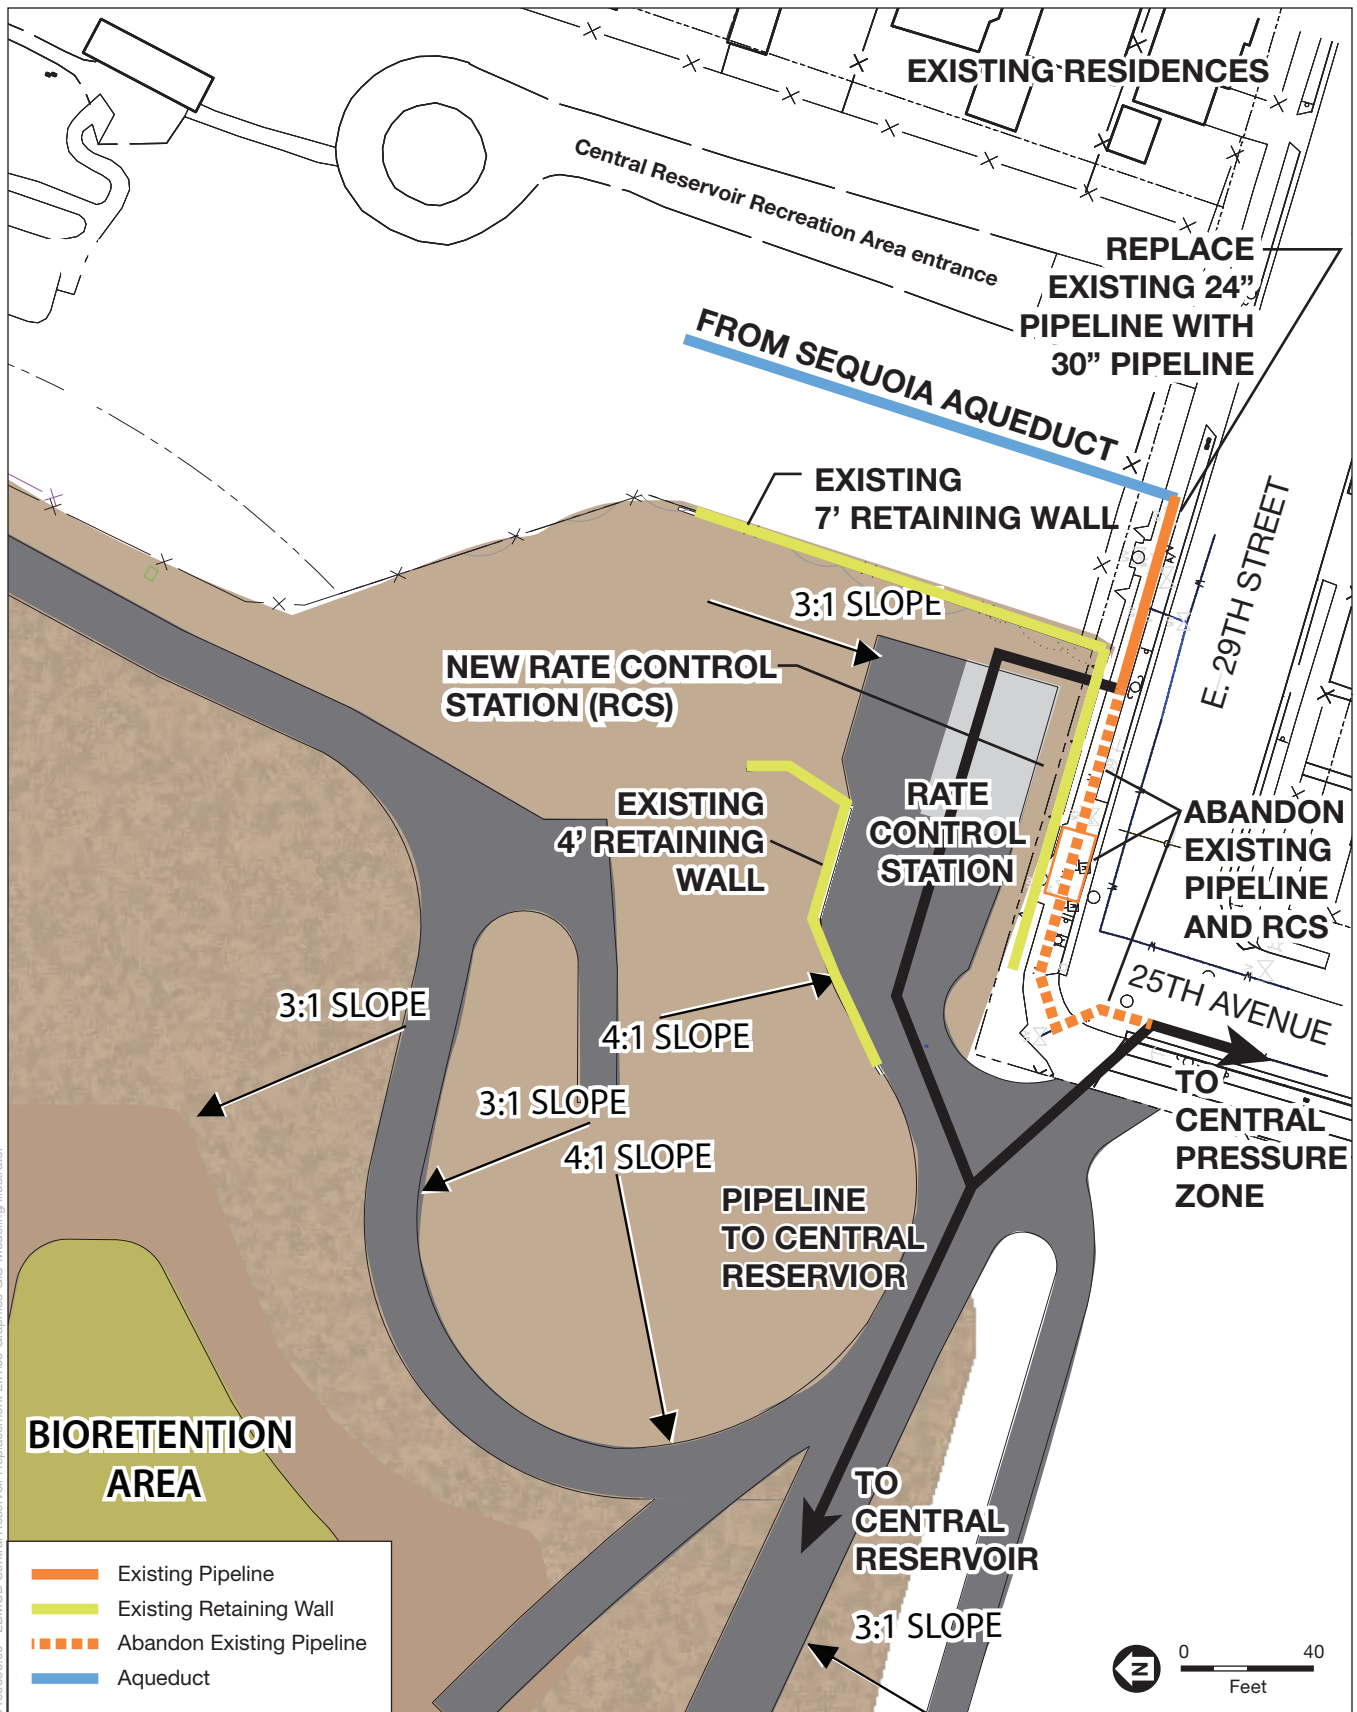 EXISTING RESIDENCES
Central Reservoir Recreation Area entrance
REPLACE
EXISTING 24”
PIPELINE WITH
30” PIPELINE
FROM SEQUOIA AQUEDUCT
EXISTING
7’ RETAINING WALL
E. 29TH STREET
3:1 SLOPE
NEW RATE CONTROL
STATION (RCS)
EXISTING
4’ RETAINING
WALL
RATE
CONTROL
STATION
ABANDON
EXISTING
PIPELINE
AND RCS
25TH AVENUE
3:1 SLOPE
4:1 SLOPE
3:1 SLOPE
4:1 SLOPE
TO
CENTRAL
PRESSURE
ZONE
PIPELINE
TO CENTRAL
RESERVIOR
BIORETENTION
AREA
TO
CENTRAL
RESERVOIR
3:1 SLOPE
Existing Pipeline
Existing Retaining Wall
Abandon Existing Pipeline
Aqueduct
N
0 40
Feet